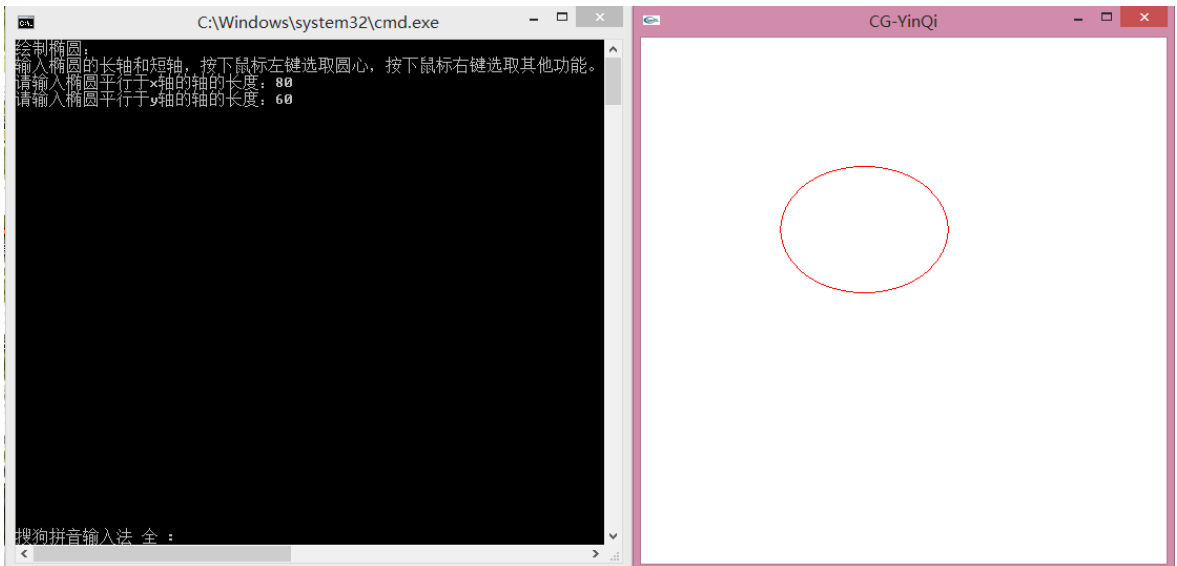 C:\Windows\system32\cmd.exe
绘制椭圆：
输入椭圆的长轴和短轴，按下鼠标左键选取圆心，按下鼠标右键选取其他功能。
请输入椭圆平行于x轴的轴的长度：80
请输入椭圆平行于y轴的轴的长度：60
搜狗拼音输入法 全 ：
CG-YinQi